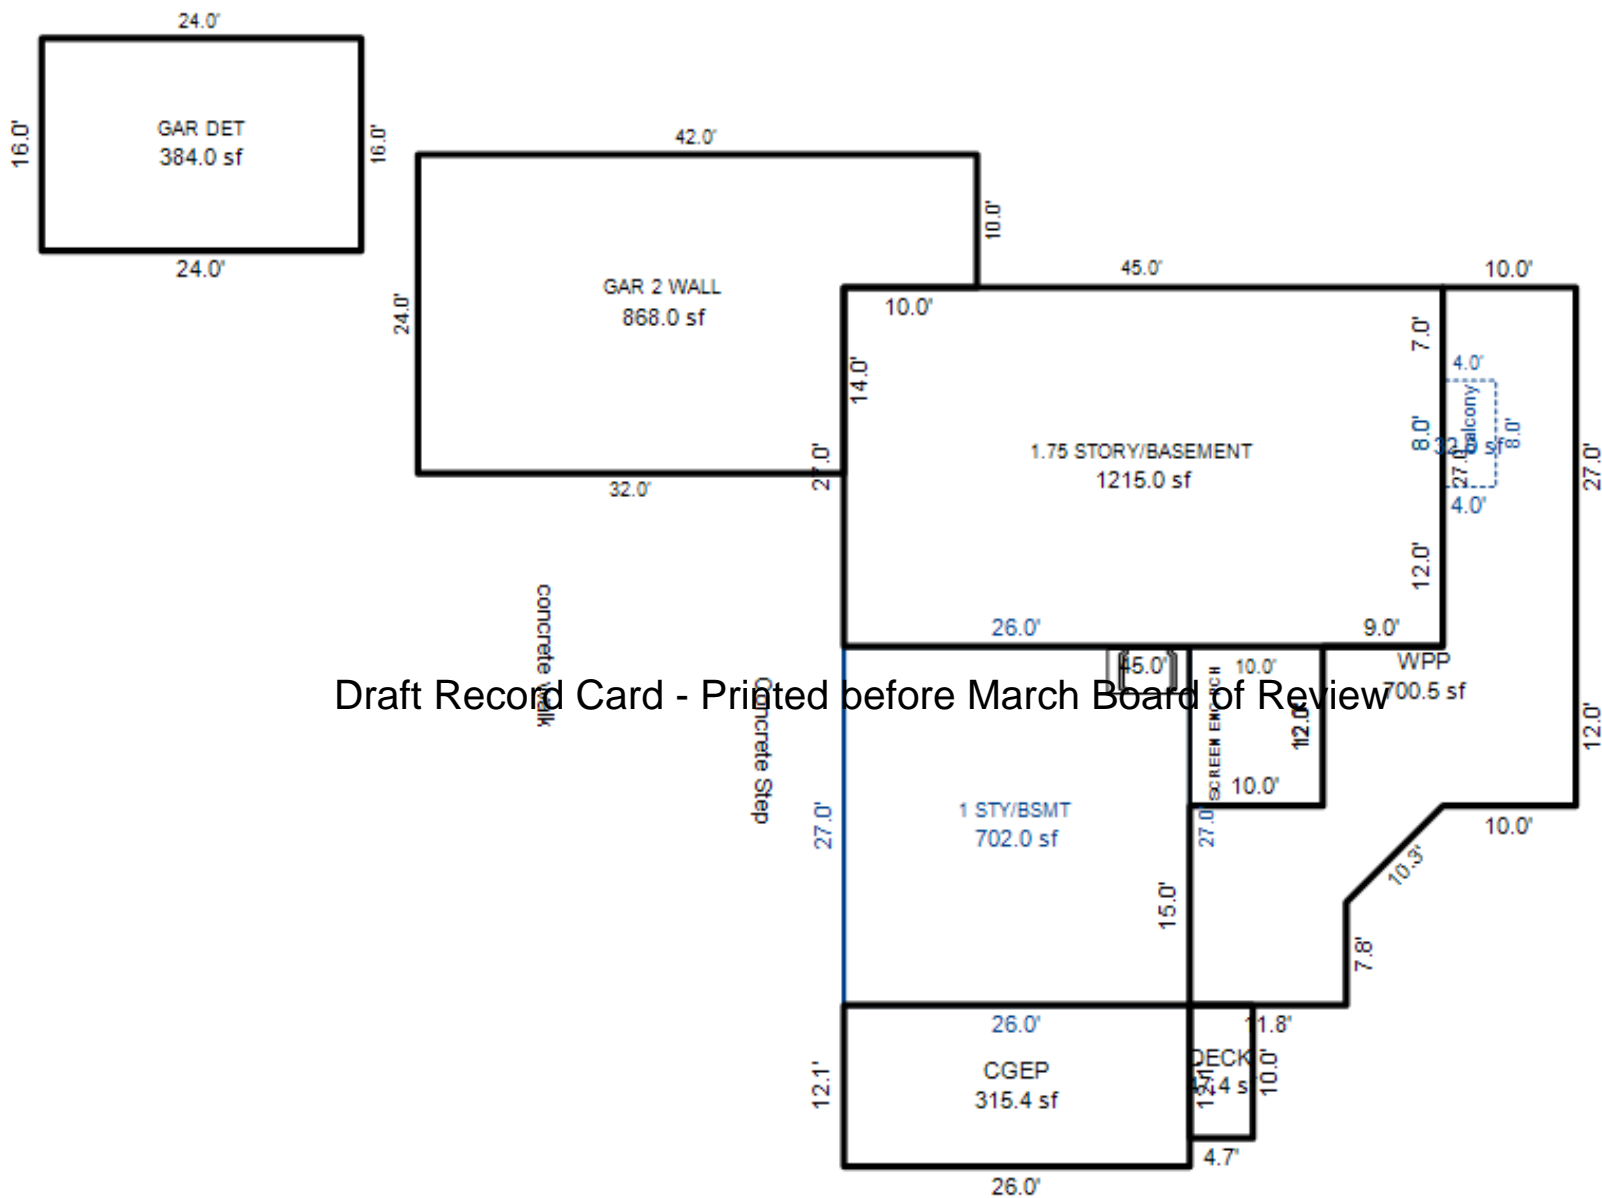 24.0'
16.0'
GAR DET
384.0 sf
16.0'
24.0'
42.0'
10.0'
24.0'
GAR 2 WALL
868.0 sf
32.0'
45.0'
10.0'
10.0'
14.0'
27.0'
7.0'
4.0'
balcony
8.0'
8.0'
27.0'
4.0'
27.0'
1.75 STORY/BASEMENT
1215.0 sf
12.0'
26.0'
9.0'
concrete walk
Concrete Step
45.0'
10.0'
WPP
700.5 sf
Draft Record Card - Printed before March Board of Review
12.0'
12.0'
10.0'
27.0'
1 STY/BSMT
702.0 sf
27.0'
10.0'
10.3'
15.0'
7.8'
26.0'
11.8'
12.1'
CGEP
315.4 sf
DECK
12.1'
10.0'
4.7'
26.0'